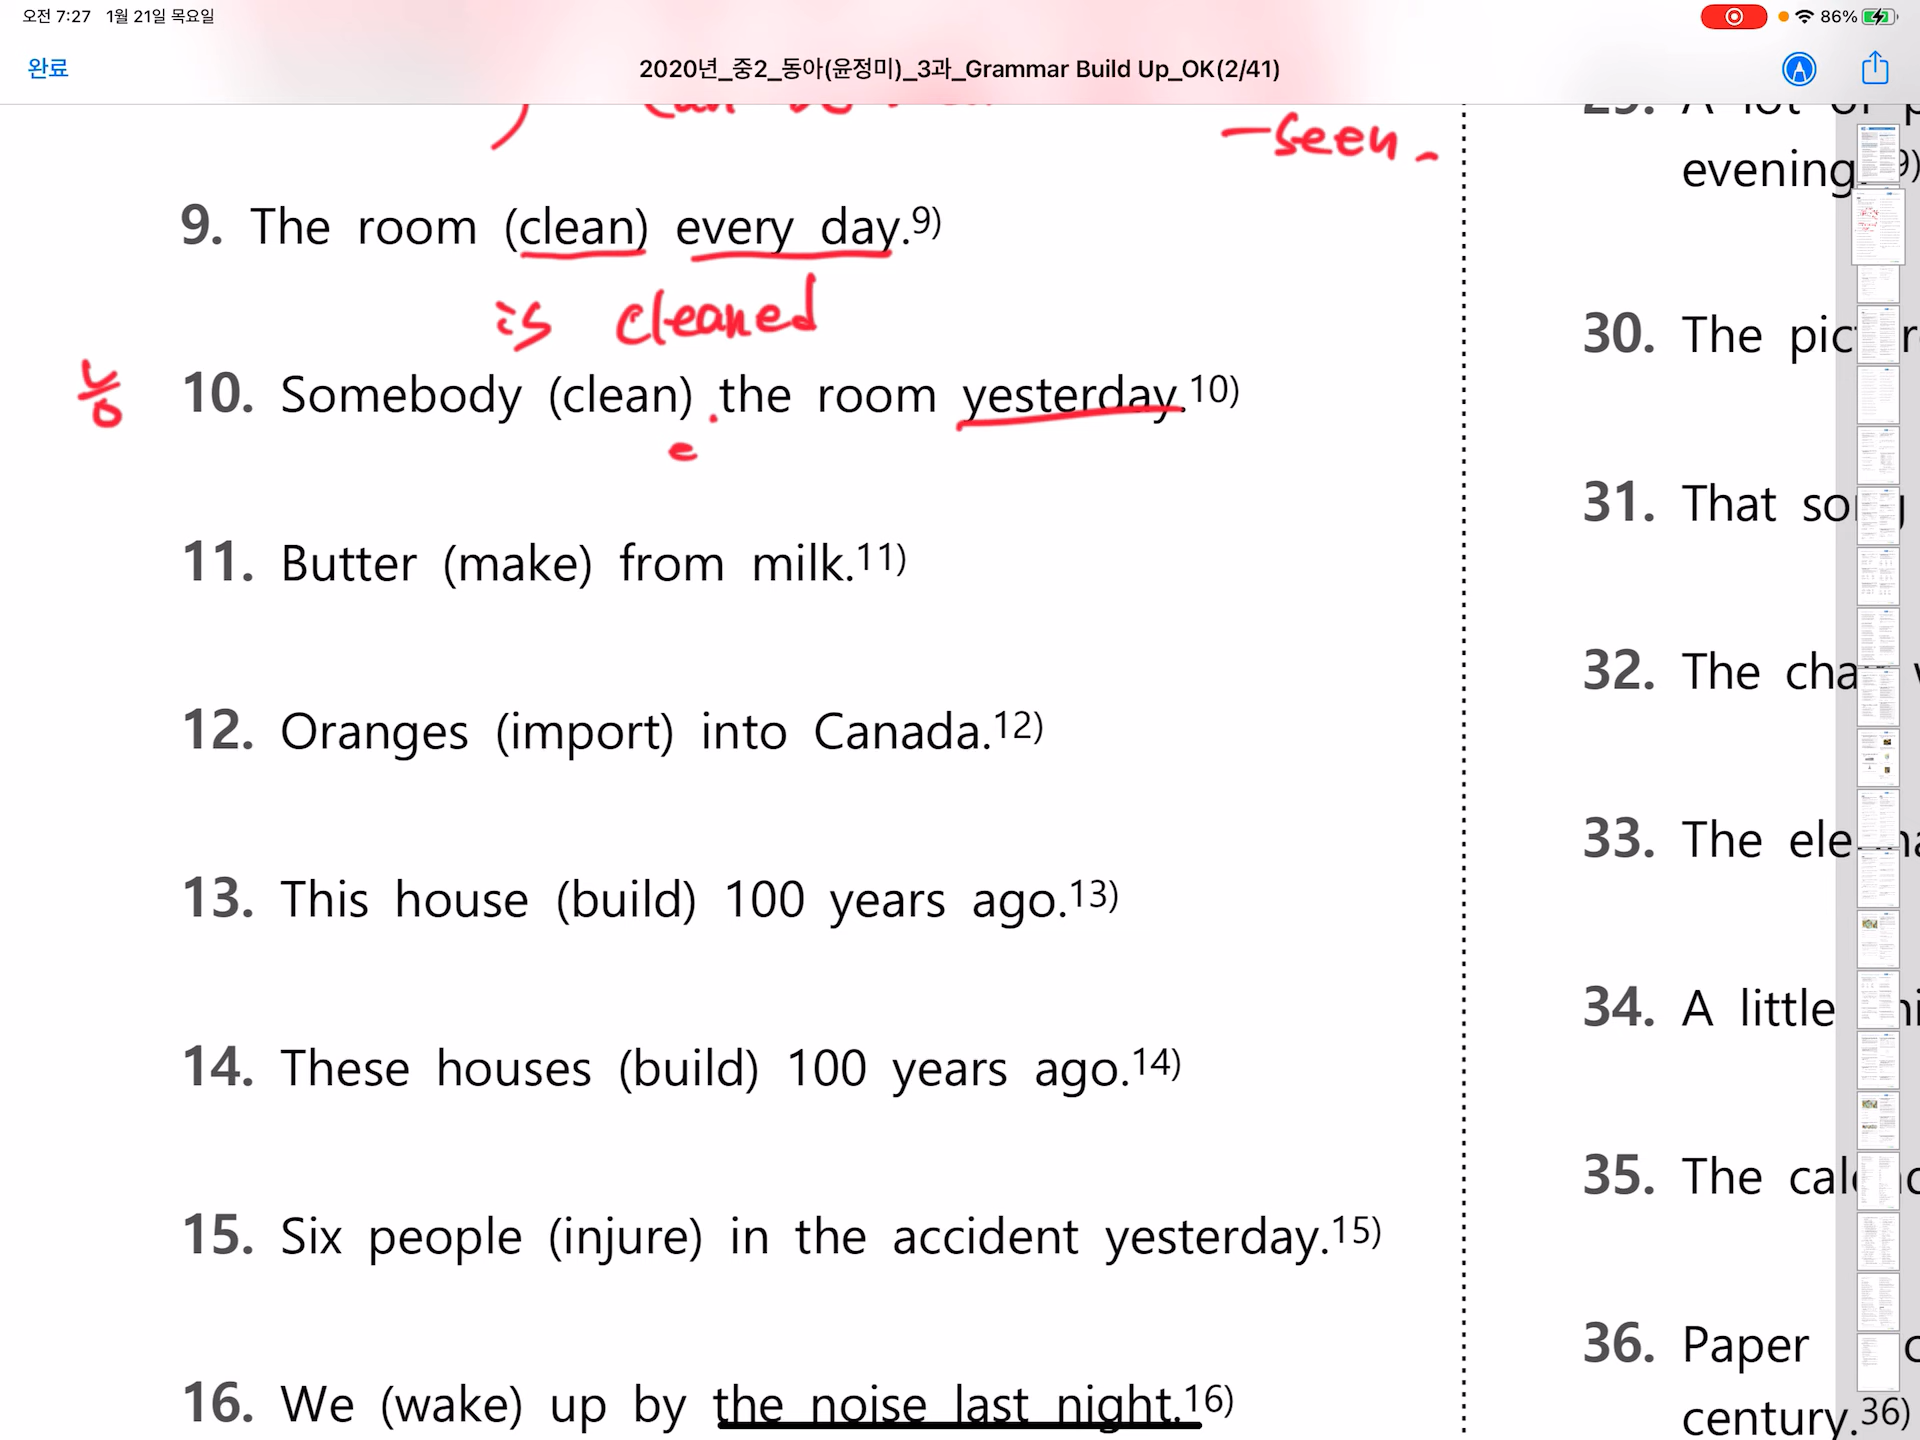 오전 7:27 1월 21일 목요일
86%
완료
2020년_중2_동아(윤정미)_3과_Grammar Build Up_OK(2/41)
-seen.
9. The room (clean) every day.9)
is cleaned
10. Somebody (clean) the room yesterday.10)
11. Butter (make) from milk.11)
12. Oranges (import) into Canada.12)
13. This house (build) 100 years ago.13)
14. These houses (build) 100 years ago.14)
15. Six people (injure) in the accident yesterday.15)
16. We (wake) up by the noise last night.16)
evening.
30. The
31. That
32. The
33. The
34. A little
35. The
36. Paper
century.36)